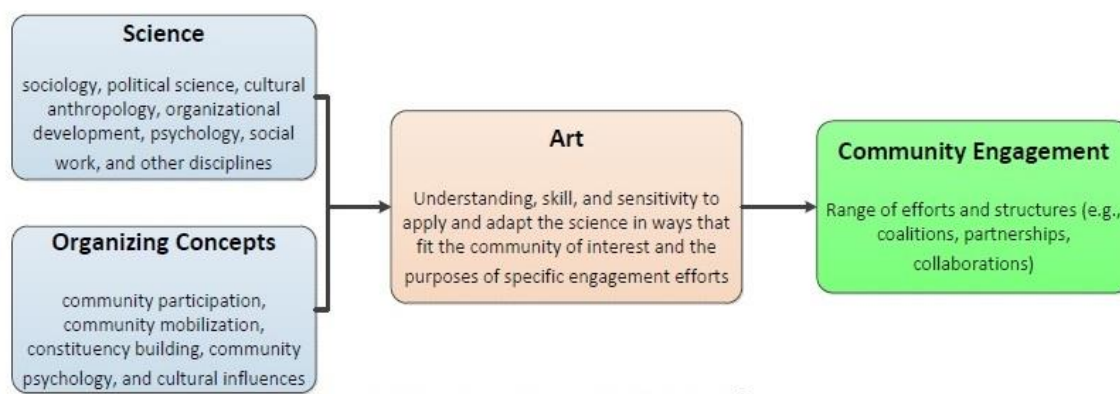 Science
sociology, political science, cultural
anthropology, organizational
development, psychology, social
work, and other disciplines
Organizing Concepts
community participation,
community mobilization,
constituency building, community
psychology, and cultural influences
Art
Understanding, skill, and sensitivity to
apply and adapt the science in ways that
fit the community of interest and the
purposes of specific engagement efforts
Community Engagement
Range of efforts and structures (e.g.,
coalitions, partnerships,
collaborations)